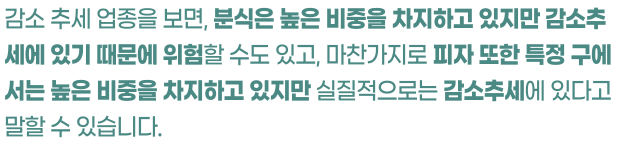 감소 추세 업종을 보면, 분식은 높은 비중을 차지하고 있지만 감소추
세에 있기 때문에 위험할 수도 있고, 마찬가지로 피자 또한 특정 구에
서는 높은 비중을 차지하고 있지만 실질적으로는 감소추세에 있다고
말할 수 있습니다.